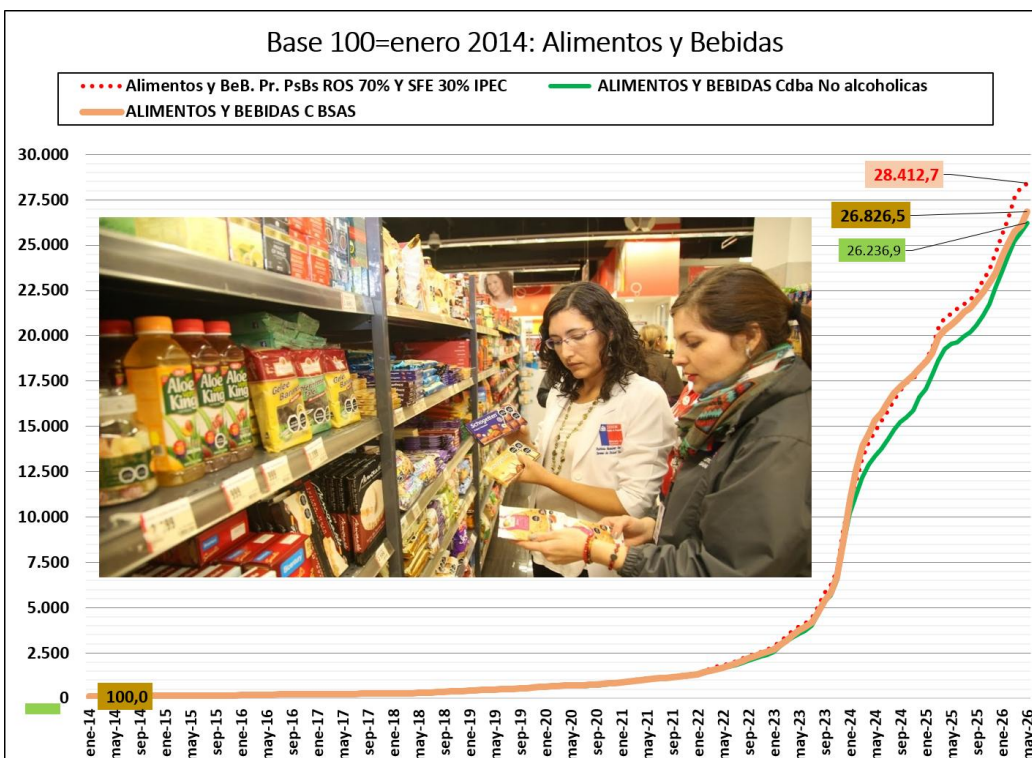 Base 100=enero 2014: Alimentos y Bebidas
Alimentos y BeB. Pr. PsBs ROS 70% Y SFE 30% IPEC
ALIMENTOS Y BEBIDAS Cdba No alcoholicas
ALIMENTOS Y BEBIDAS C BSAS
30.000
27.500
25.000
22.500
20.000
17.500
15.000
12.500
10.000
7.500
5.000
2.500
0
28.412,7
26.826,5
26.236,9
100,0
Aloe
King
Aloe
King
Aloe
King
ene-14
may-14
sep-14
ene-15
may-15
sep-15
ene-16
may-16
sep-16
ene-17
may-17
sep-17
ene-18
may-18
sep-18
ene-19
may-19
sep-19
ene-20
may-20
sep-20
ene-21
may-21
sep-21
ene-22
may-22
sep-22
ene-23
may-23
sep-23
ene-24
may-24
sep-24
ene-25
may-25
sep-25
ene-26
may-26